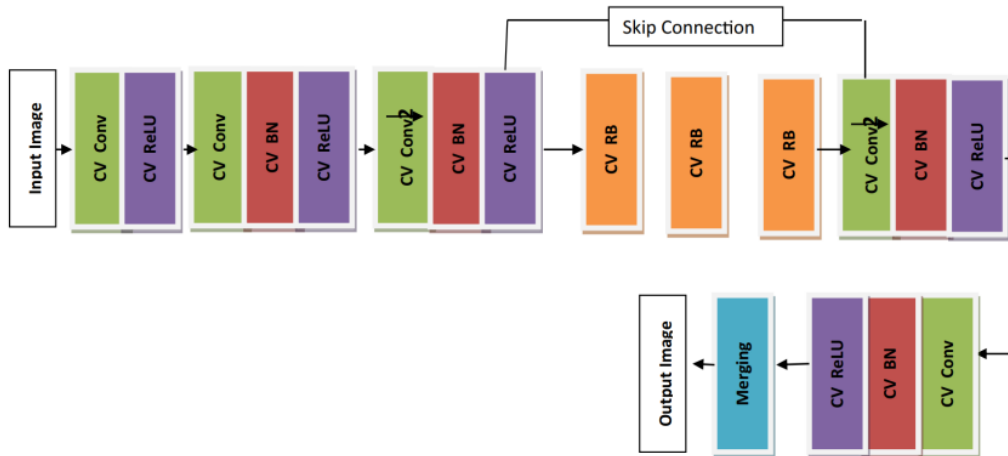 Skip Connection
Input Image
CV Conv
CV ReLU
CV Conv
CV BN
CV ReLU
CV Conv2
CV BN
CV ReLU
CV RB
CV RB
CV RB
CV Conv2
CV BN
CV ReLU
Output Image
Merging
CV ReLU
CV BN
CV Conv